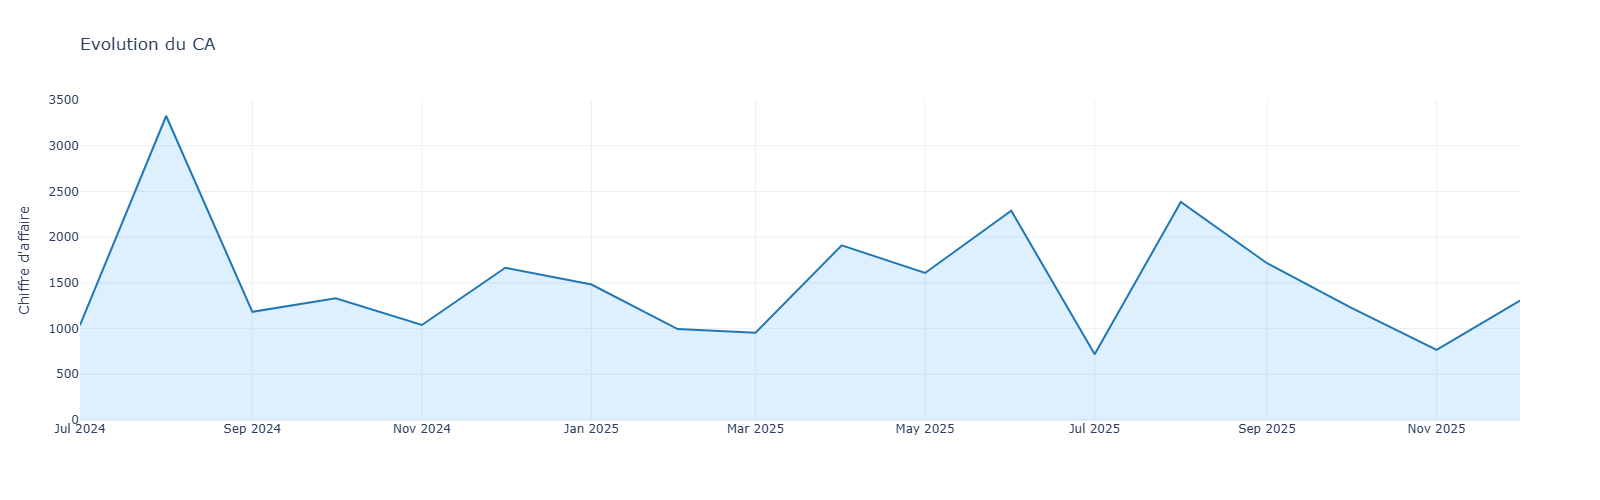 Evolution du CA
3500
3000
2500
2000
1500
1000
500
0
Chiffre d'affaire
Jul 2024
Sep 2024
Nov 2024
Jan 2025
Mar 2025
May 2025
Jul 2025
Sep 2025
Nov 2025